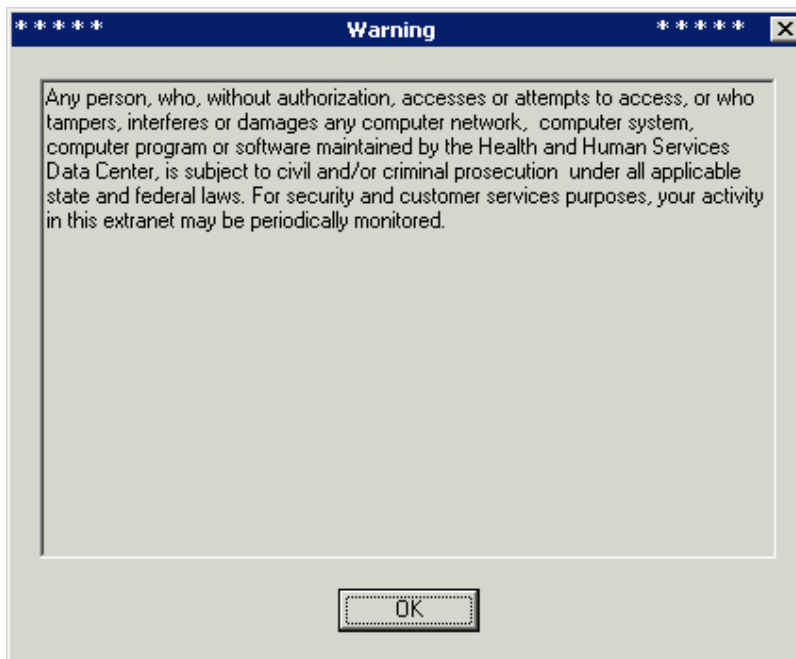 ***** Warning *****
Any person, who, without authorization, accesses or attempts to access, or who
tampers, interferes or damages any computer network,  computer system,
computer program or software maintained by the Health and Human Services
Data Center, is subject to civil and/or criminal prosecution  under all applicable
state and federal laws. For security and customer services purposes, your activity
in this extranet may be periodically monitored.
OK